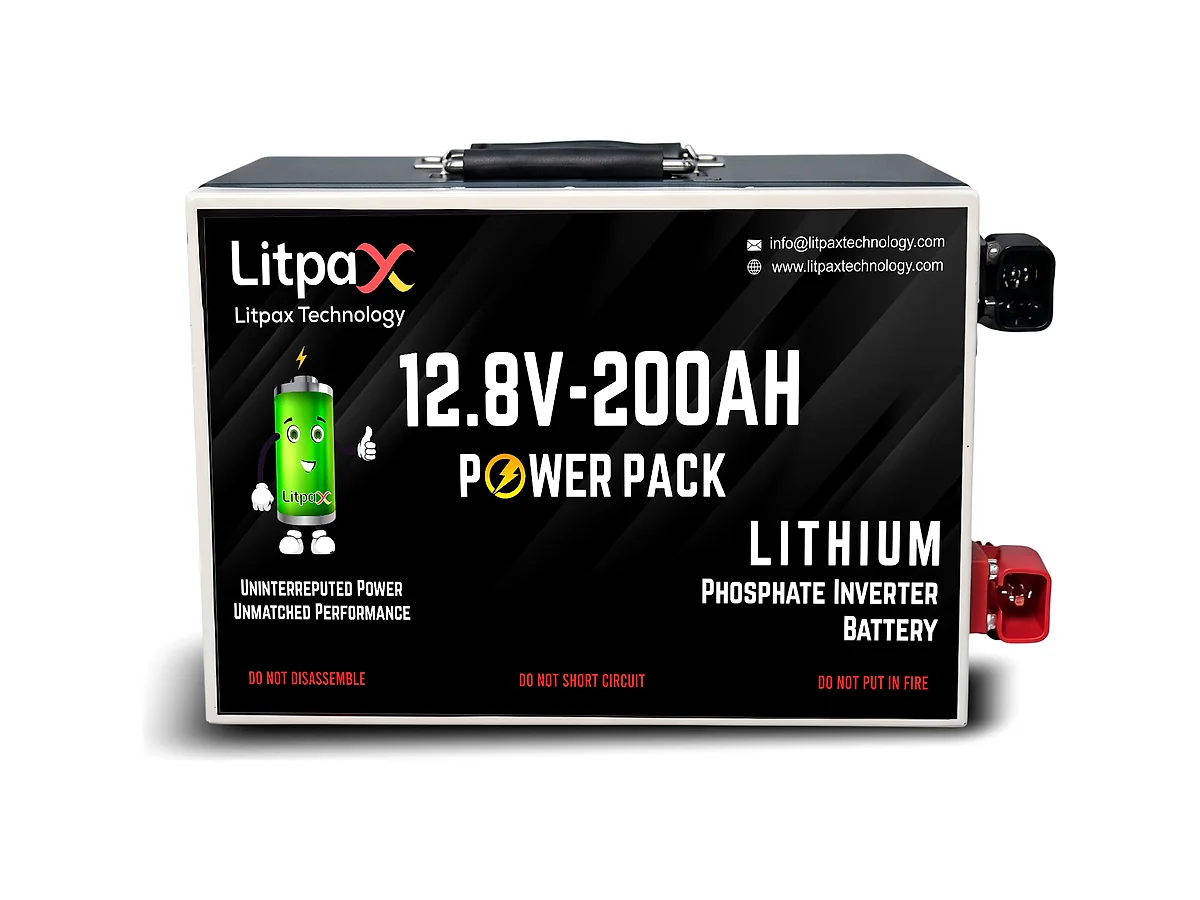 Litpax
Litpax Technology
info@litpaxtechnology.com
www.litpaxtechnology.com
12.8V-200AH
POWER PACK
Litpax
LITHIUM
PHOSPHATE INVERTER
BATTERY
UNINTERREPUTED POWER
UNMATCHED PERFORMANCE
DO NOT DISASSEMBLE
DO NOT SHORT CIRCUIT
DO NOT PUT IN FIRE